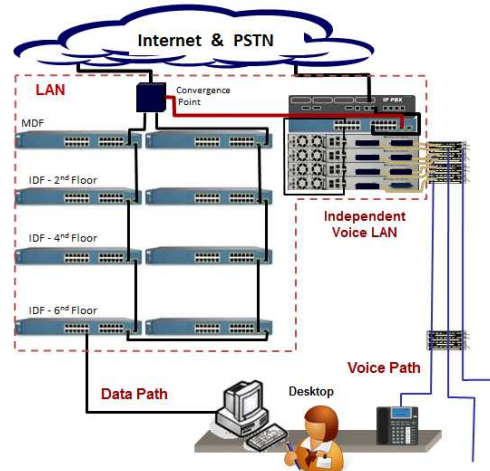 Internet & PSTN
LAN
Convergence
Point
IP PBX
MDF
IDF - 2nd Floor
Independent
Voice LAN
IDF - 4nd Floor
IDF - 6nd Floor
Data Path
Desktop
Voice Path